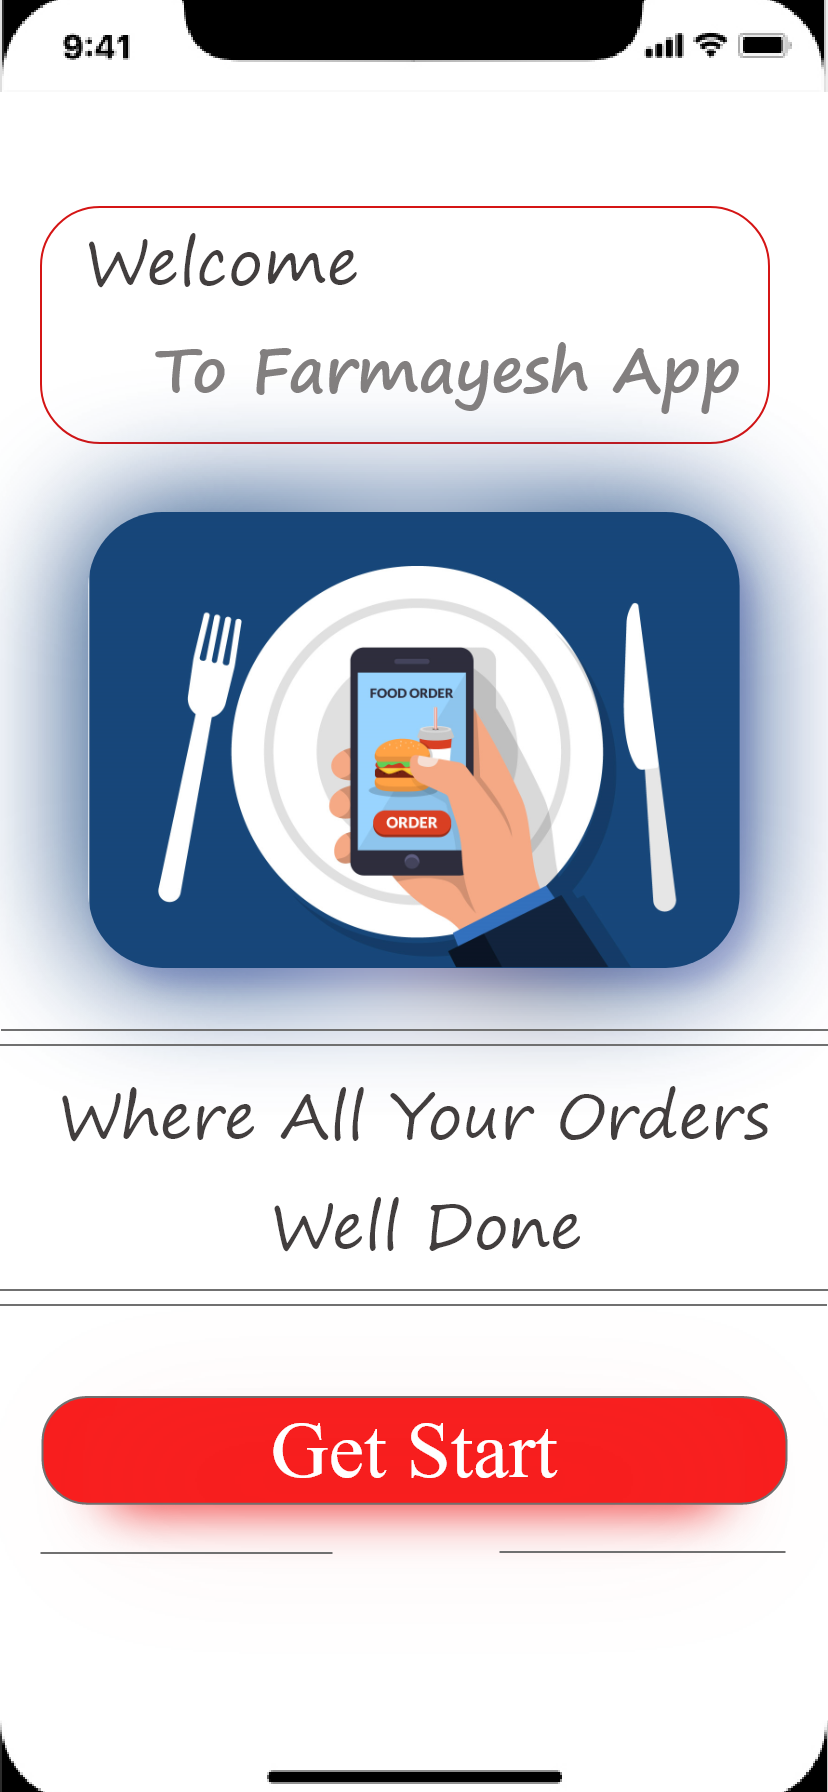 9:41
Welcome
To Farmayesh App
FOOD ORDER
ORDER
Where All Your Orders
Well Done
Get Start